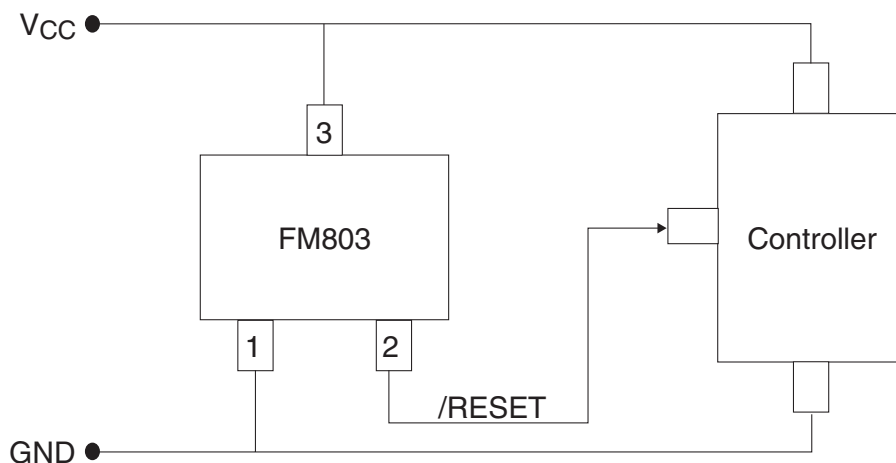 VCC
3
FM803
Controller
1
2
/RESET
GND